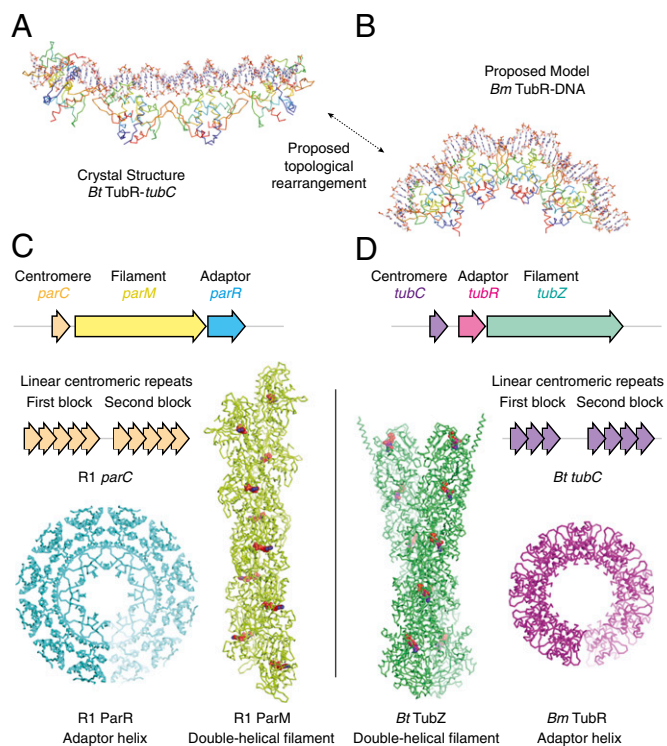 A
B
Proposed Model
Bm TubR-DNA
Proposed
topological
rearrangement
Crystal Structure
Bt TubR-tubC
C
Centromere Filament Adaptor
parC parM parR
D
Centromere Adaptor Filament
tubC tubR tubZ
Linear centromeric repeats
First block Second block
R1 parC
Linear centromeric repeats
First block Second block
Bt tubC
R1 ParR
Adaptor helix
R1 ParM
Double-helical filament
Bt TubZ
Double-helical filament
Bm TubR
Adaptor helix